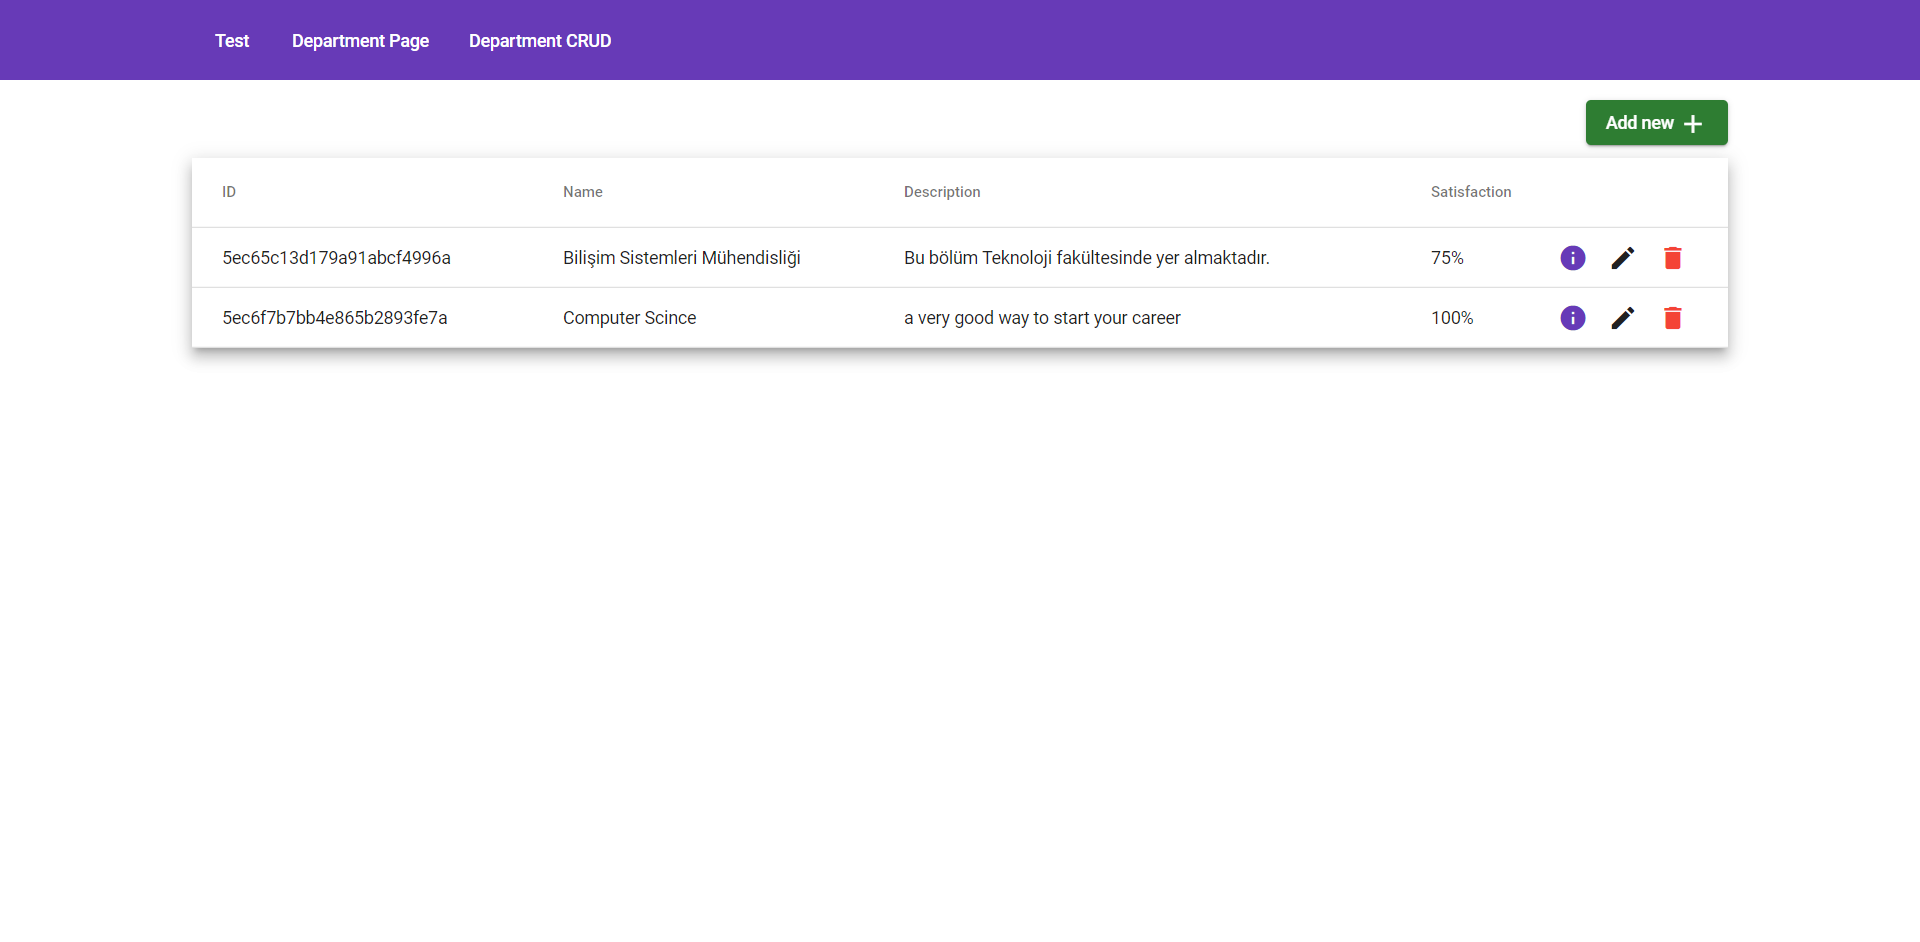 Test Department Page Department CRUD
Add new
ID Name Description Satisfaction
5ec65c13d179a91abcf4996a Bilişim Sistemleri Mühendisliği Bu bölüm Teknoloji fakültesinde yer almaktadır. 75%
5ec6f7b7bb4e865b2893fe7a Computer Scince a very good way to start your career 100%